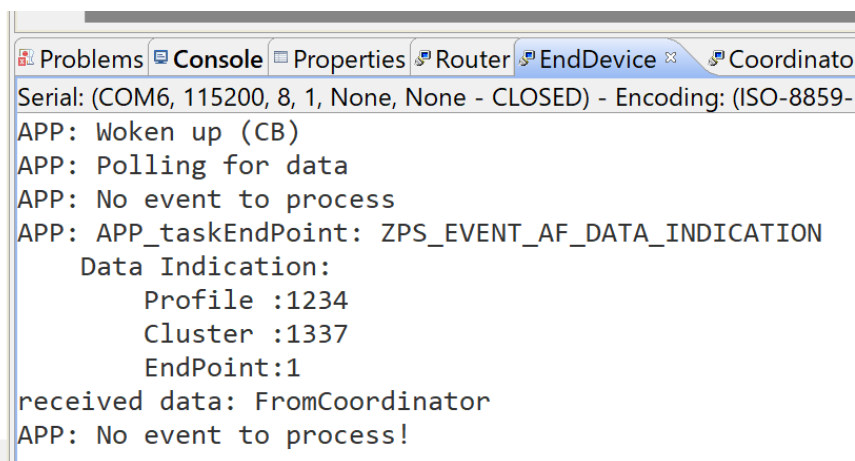 Problems Console Properties Router EndDevice Coordinato
Serial: (COM6, 115200, 8, 1, None, None - CLOSED) - Encoding: (ISO-8859-
APP: Woken up (CB)
APP: Polling for data
APP: No event to process
APP: APP_taskEndPoint: ZPS_EVENT_AF_DATA_INDICATION
    Data Indication:
        Profile :1234
        Cluster :1337
        EndPoint:1
received data: FromCoordinator
APP: No event to process!